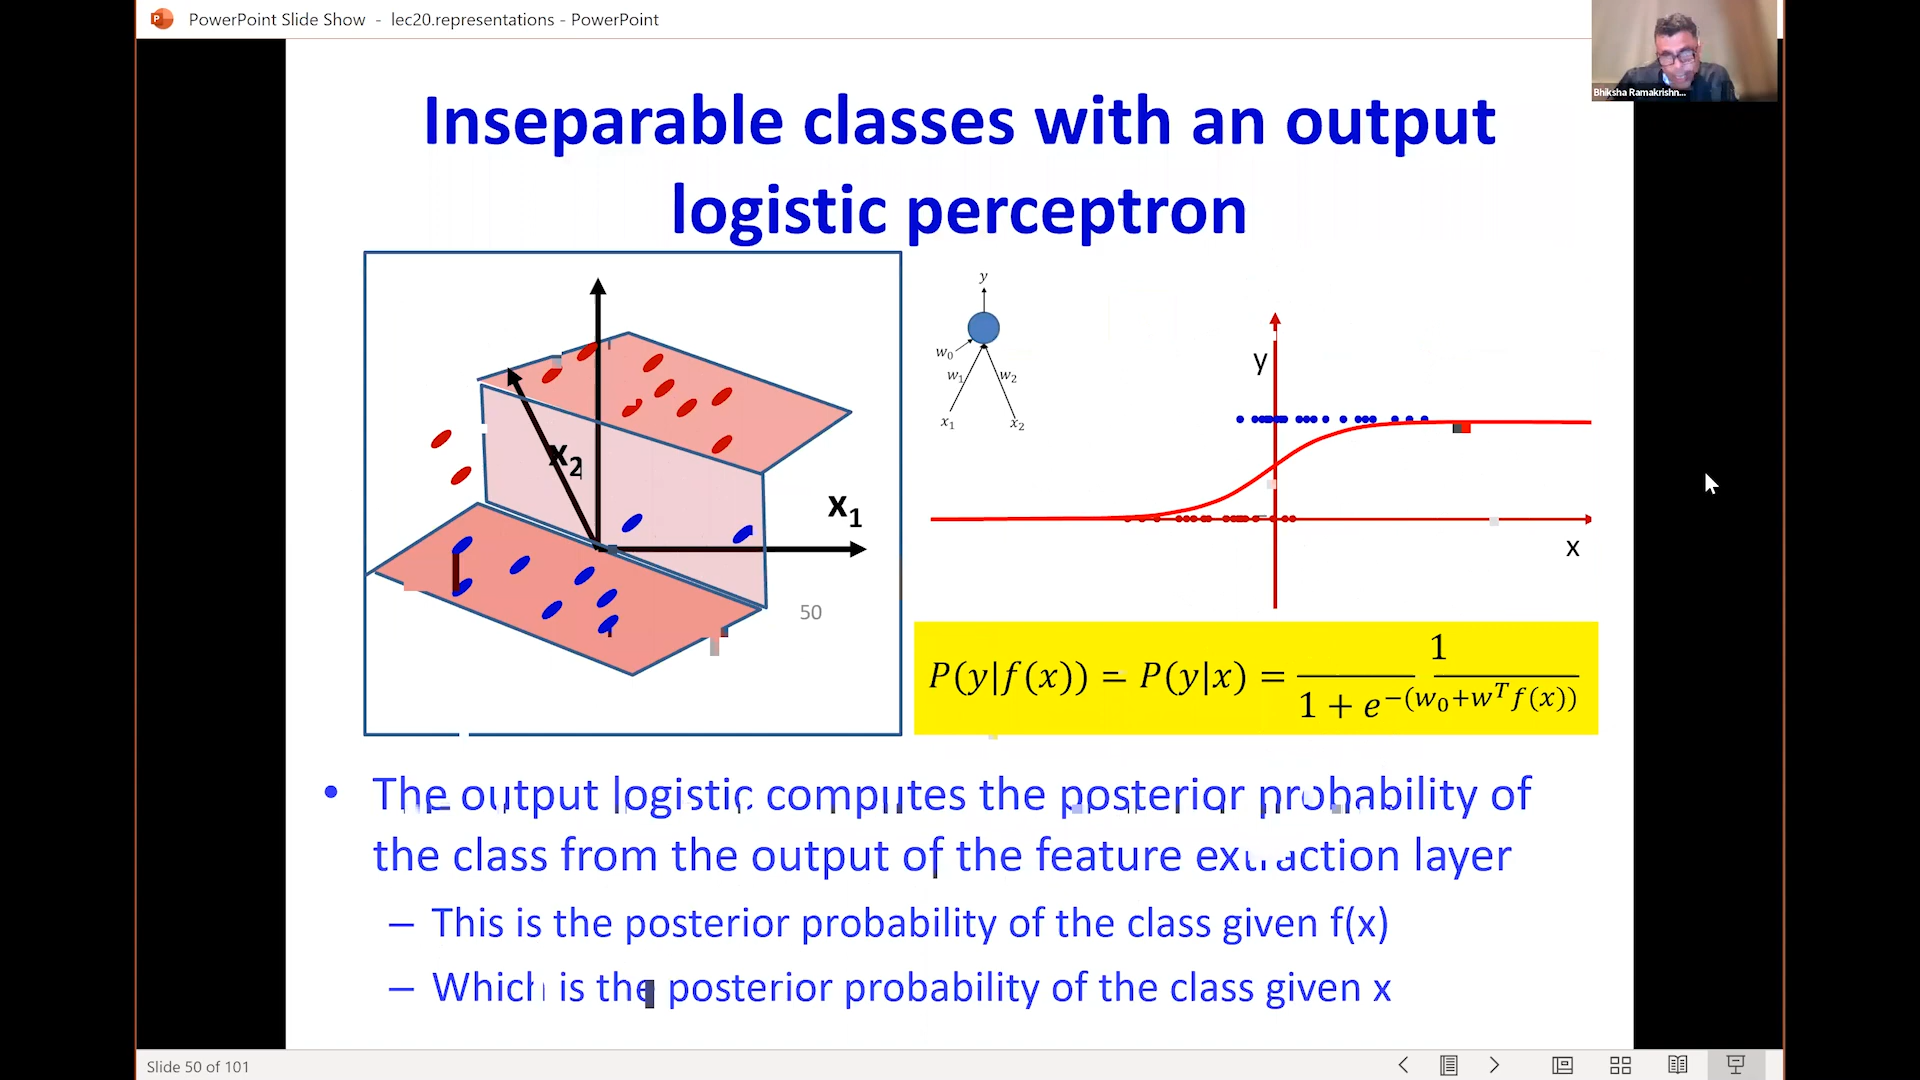 PowerPoint Slide Show - lec20.representations - PowerPoint
Bhiksha Ramakrishn...
Inseparable classes with an output
logistic perceptron
y
w0
w1
w2
x1
x2
y
x
x2
x1
50
P(y|f(x)) = P(y|x) = 1 / 1 + e^−(w0+w^T f(x))
• The output logistic computes the posterior probability of
the class from the output of the feature extraction layer
– This is the posterior probability of the class given f(x)
– Which is the posterior probability of the class given x
Slide 50 of 101